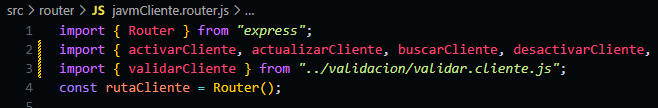 src > router > JS javmCliente.router.js > ...
1 import { Router } from "express";
2 import { activarCliente, actualizarCliente, buscarCliente, desactivarCliente,
3 import { validarCliente } from "../validacion/validar.cliente.js";
4 const rutaCliente = Router();